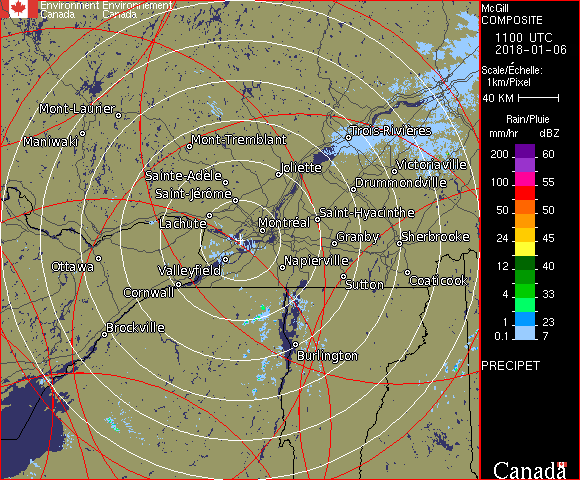 Environment Environnement
Canada Canada
McGill
COMPOSITE
1100 UTC
2018-01-06
Scale/Échelle:
1km/Pixel
40 KM
Rain/Pluie
mm/hr dBZ
200 60
100 55
50 50
24 45
12 40
4 33
1 23
0.1 7
PRECIPET
Canada
Mont-Laurier
Maniwaki
Mont-Tremblant
Trois-Rivières
Joliette
Victoriaville
Sainte-Adèle
Drummondville
Saint-Jérôme
Lachute
Saint-Hyacinthe
Montréal
Granby
Sherbrooke
Ottawa
Valleyfield
Napierville
Cornwall
Sutton
Coaticook
Brockville
Burlington